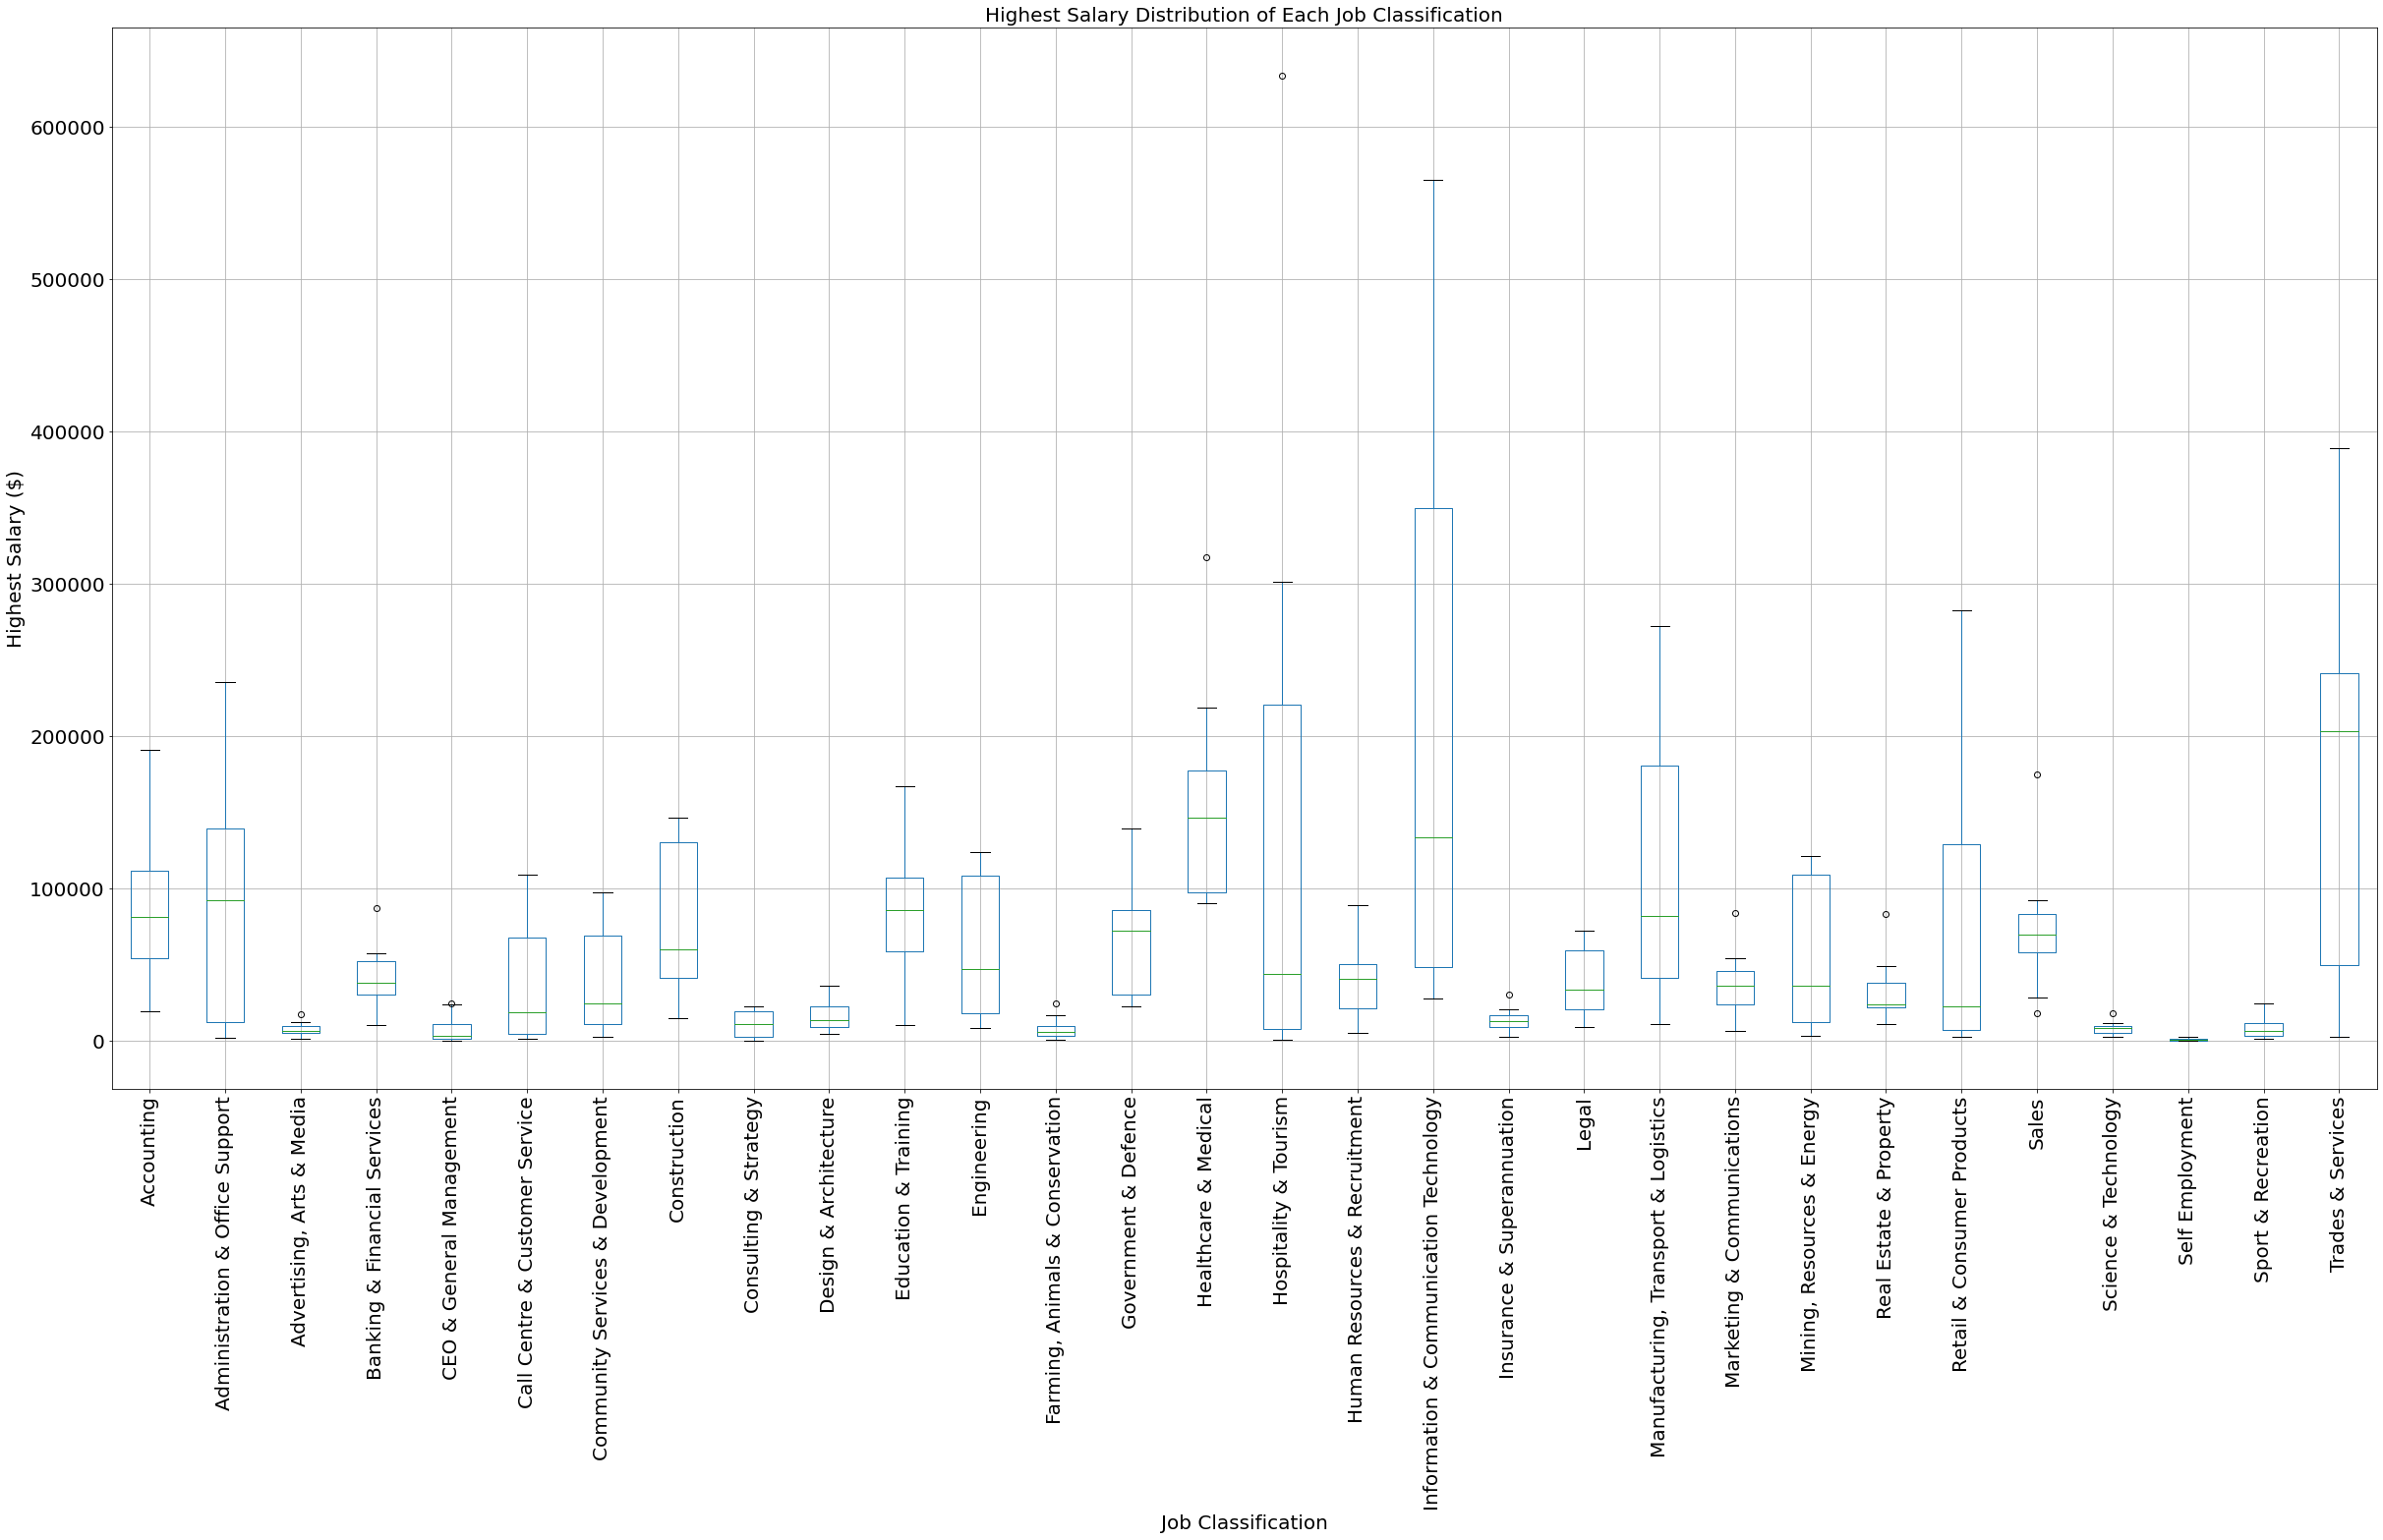 Highest Salary Distribution of Each Job Classification
Highest Salary ($)
600000
500000
400000
300000
200000
100000
0
Accounting
Administration & Office Support
Advertising, Arts & Media
Banking & Financial Services
CEO & General Management
Call Centre & Customer Service
Community Services & Development
Construction
Consulting & Strategy
Design & Architecture
Education & Training
Engineering
Farming, Animals & Conservation
Government & Defence
Healthcare & Medical
Hospitality & Tourism
Human Resources & Recruitment
Information & Communication Technology
Insurance & Superannuation
Legal
Manufacturing, Transport & Logistics
Marketing & Communications
Mining, Resources & Energy
Real Estate & Property
Retail & Consumer Products
Sales
Science & Technology
Self Employment
Sport & Recreation
Trades & Services
Job Classification